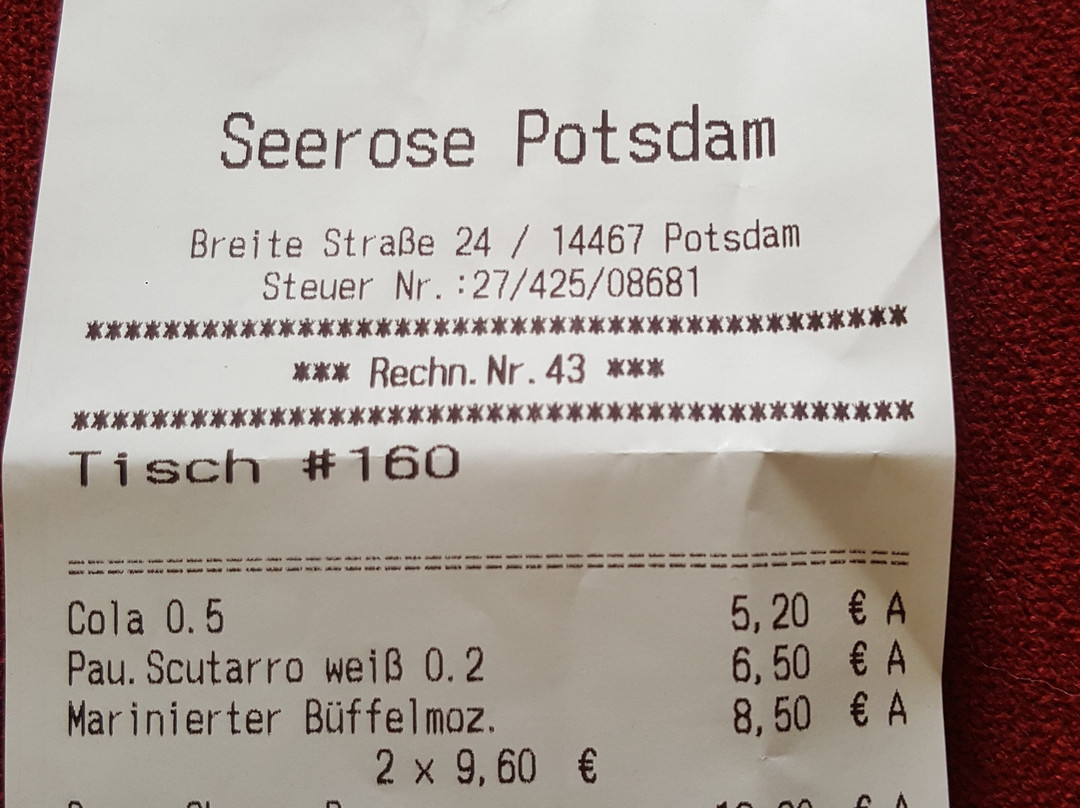 Seerose Potsdam
Breite Straße 24 / 14467 Potsdam
Steuer Nr.:27/425/08681
******************************************
*** Rechn.Nr.43 ***
******************************************
Tisch #160
==========================================
Cola 0.5 5,20 € A
Pau.Scutarro weiß 0.2 6,50 € A
Marinierter Büffelmoz. 8,50 € A
2 x 9,60 €